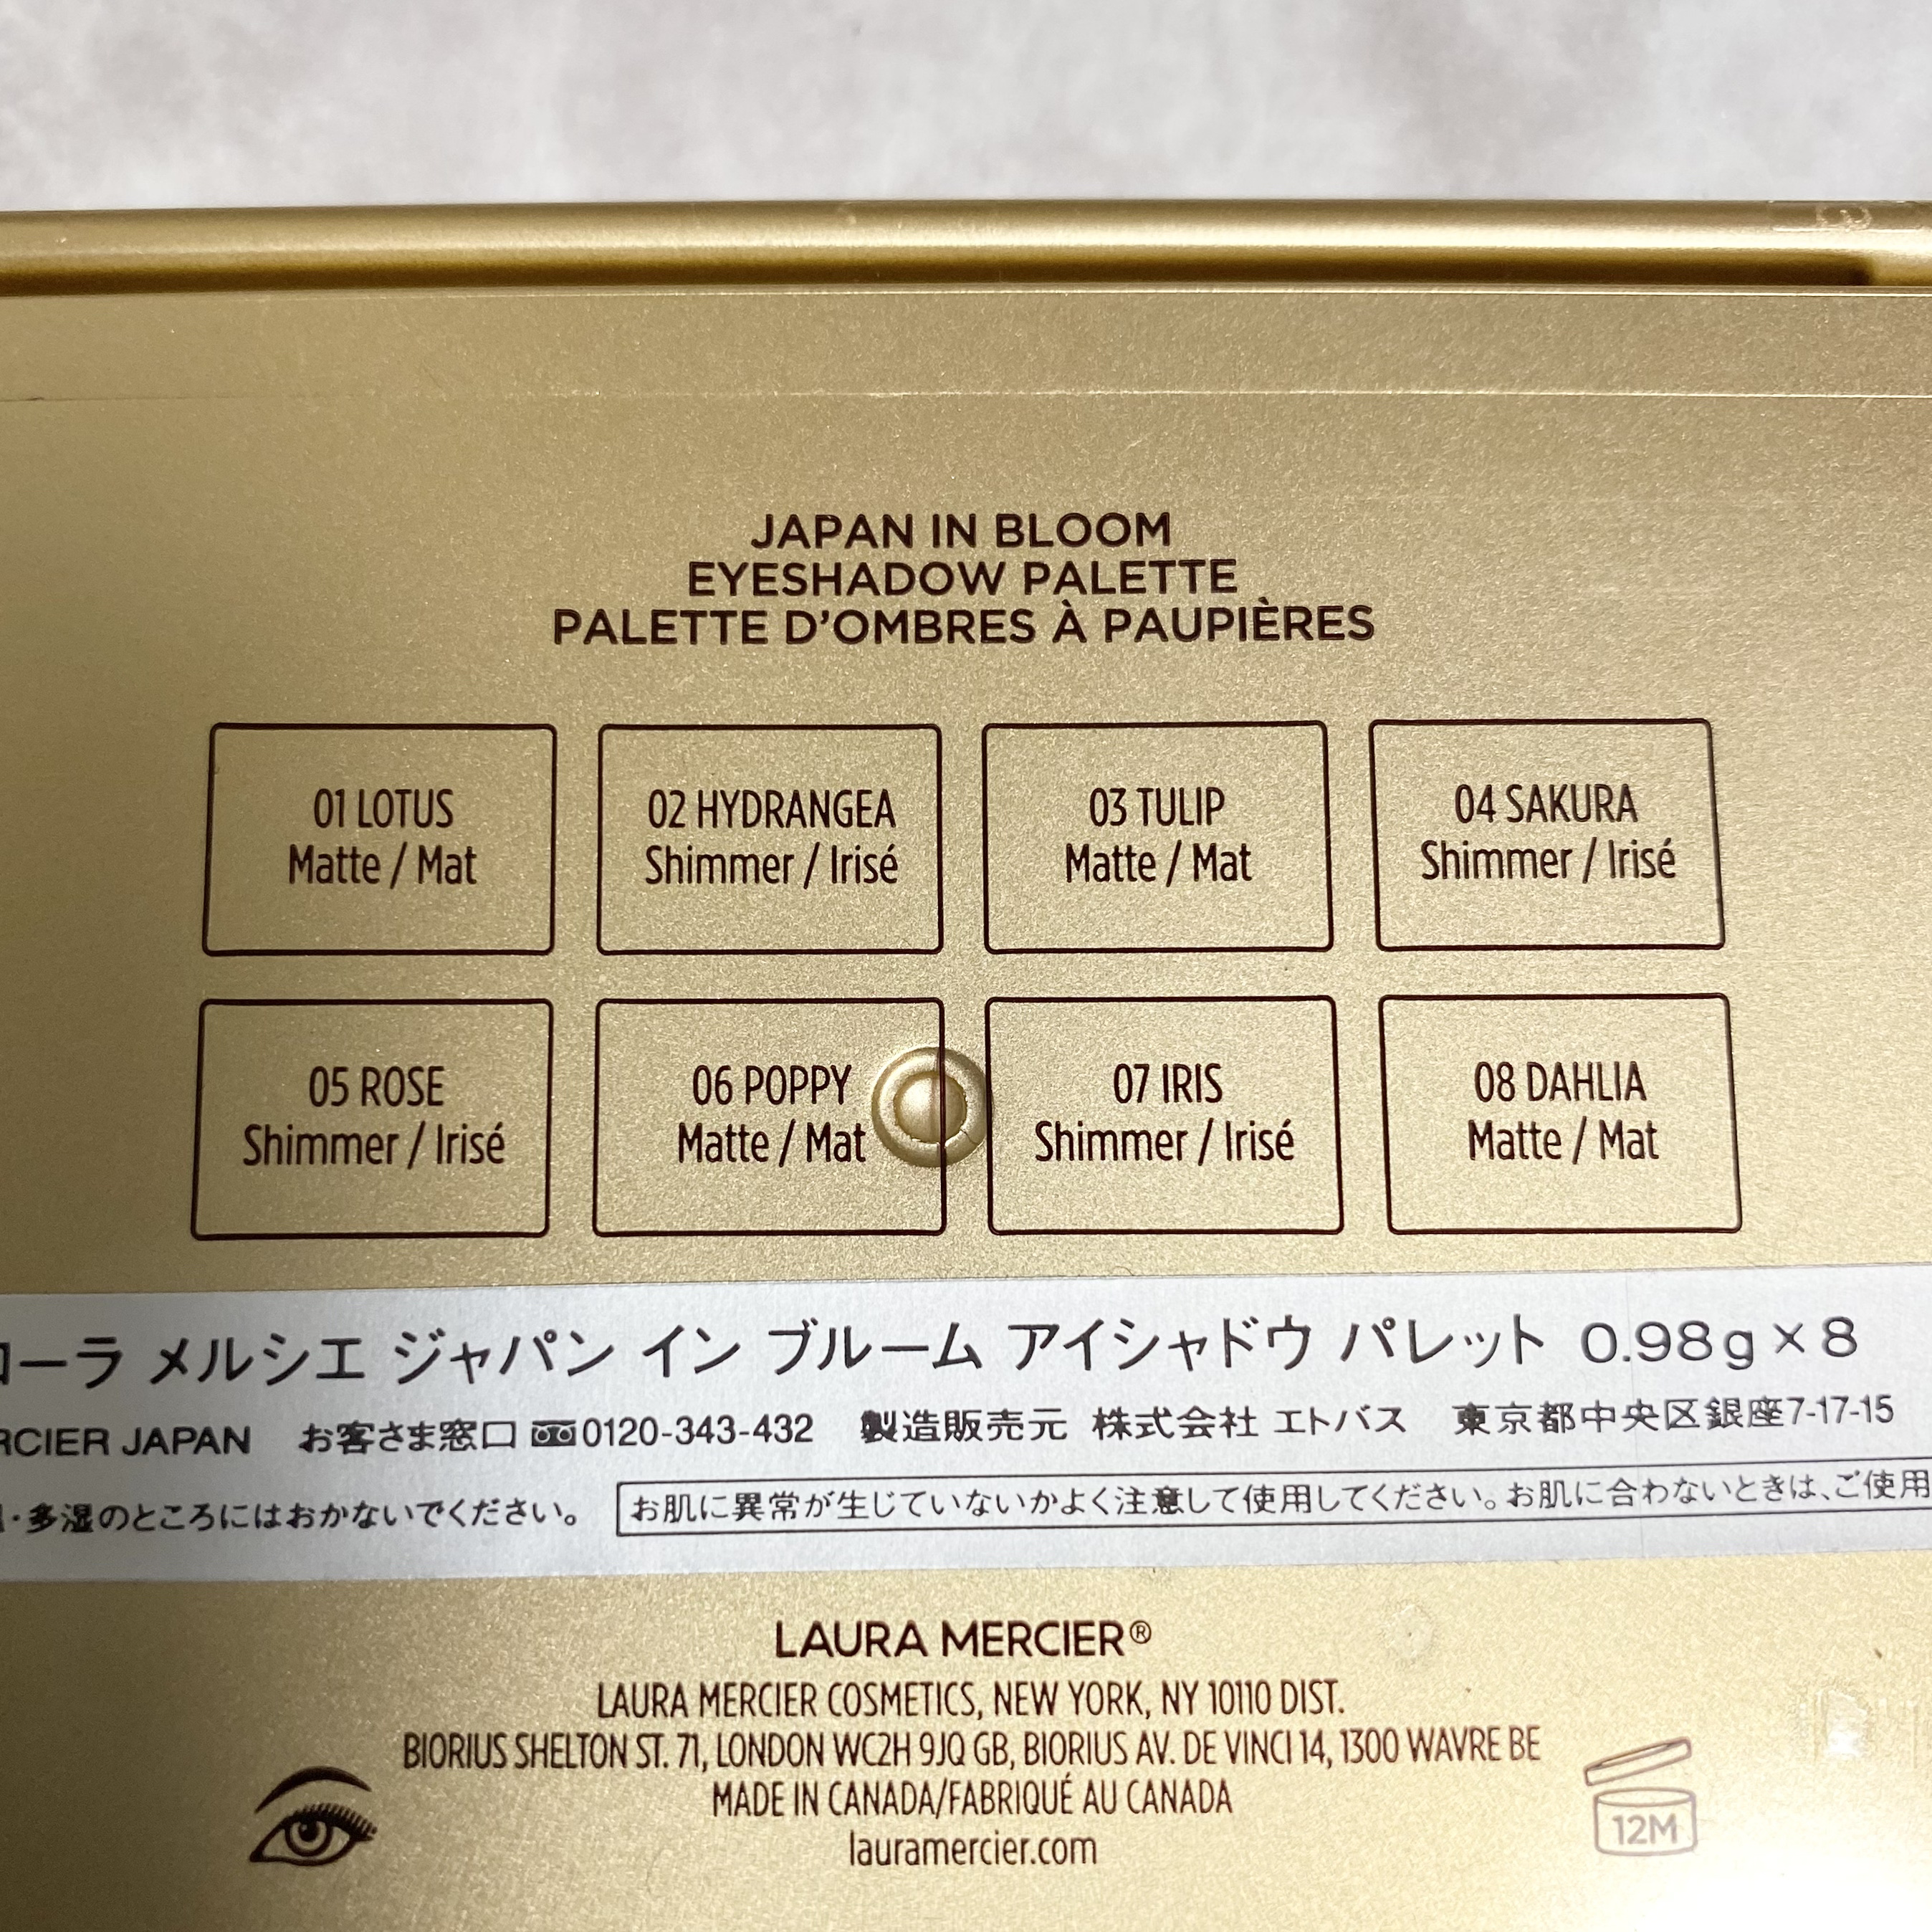 JAPAN IN BLOOM
EYESHADOW PALETTE
PALETTE D'OMBRES À PAUPIÈRES
01 LOTUS
Matte / Mat
02 HYDRANGEA
Shimmer / Irisé
03 TULIP
Matte / Mat
04 SAKURA
Shimmer / Irisé
05 ROSE
Shimmer / Irisé
06 POPPY
Matte / Mat
07 IRIS
Shimmer / Irisé
08 DAHLIA
Matte / Mat
ーラ メルシエ ジャパン イン ブルーム アイシャドウ パレット 0.98g×8
RCIER JAPAN お客さま窓口 0120-343-432 製造販売元 株式会社 エトバス 東京都中央区銀座7-17-15
・多湿のところにはおかないでください。 お肌に異常が生じていないかよく注意して使用してください。お肌に合わないときは、ご使用
LAURA MERCIER®
LAURA MERCIER COSMETICS, NEW YORK, NY 10110 DIST.
BIORIUS SHELTON ST. 71, LONDON WC2H 9JQ GB, BIORIUS AV. DE VINCI 14, 1300 WAVRE BE
MADE IN CANADA/FABRIQUÉ AU CANADA
lauramercier.com
12M